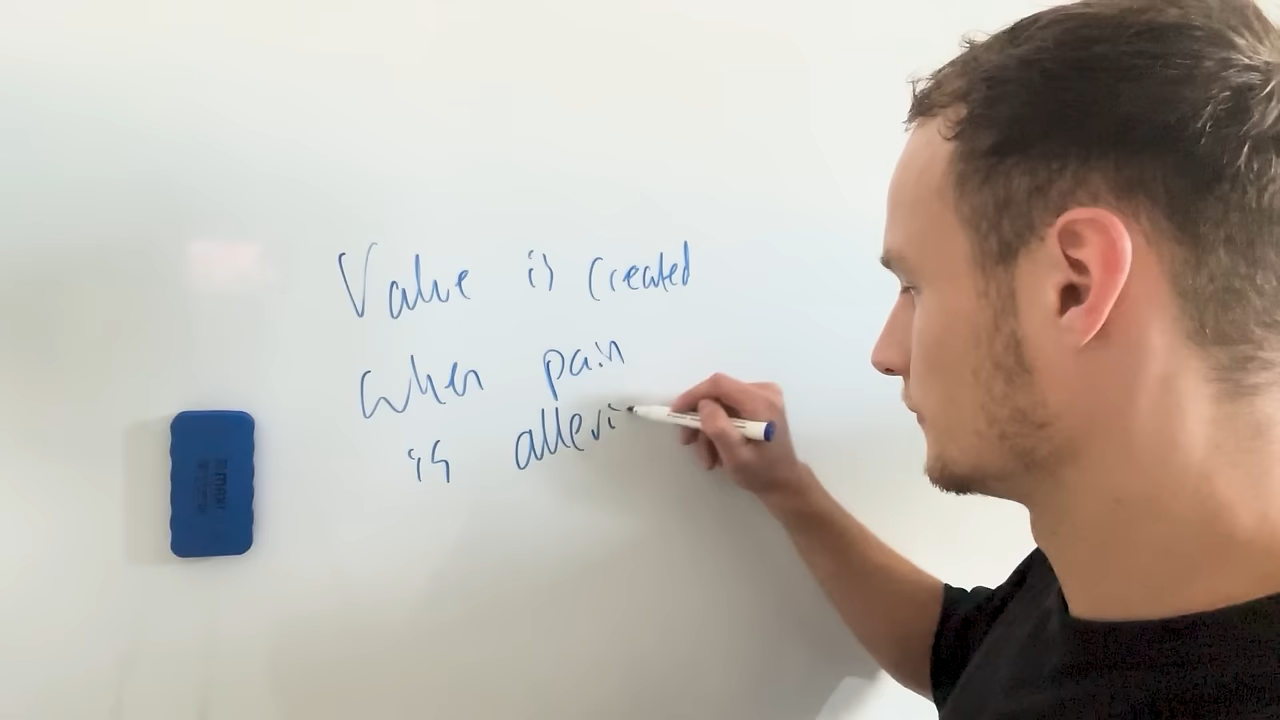 Value is created
when pain
is allevi